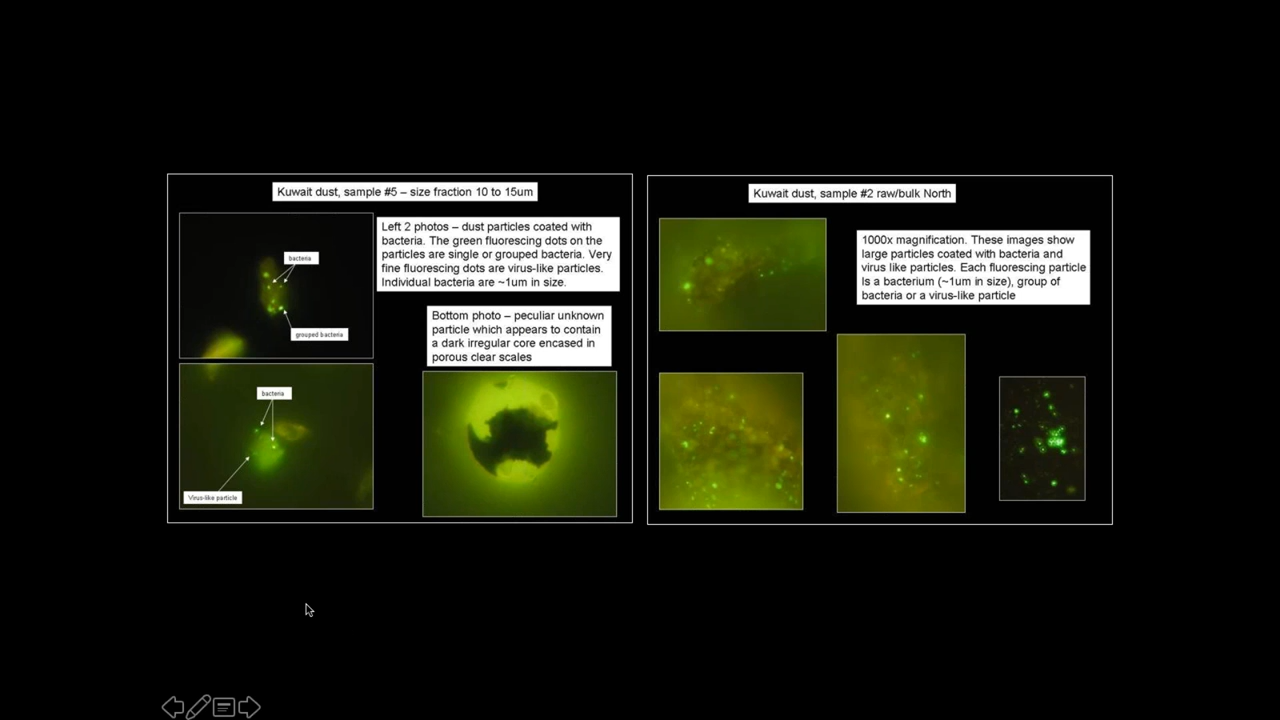 Kuwait dust, sample #5 – size fraction 10 to 15um
bacteria
grouped bacteria
Left 2 photos – dust particles coated with
bacteria. The green fluorescing dots on the
particles are single or grouped bacteria. Very
fine fluorescing dots are virus-like particles.
Individual bacteria are ~1um in size.
Bottom photo – peculiar unknown
particle which appears to contain
a dark irregular core encased in
porous clear scales
bacteria
Virus-like particle
Kuwait dust, sample #2 raw/bulk North
1000x magnification. These images show
large particles coated with bacteria and
virus like particles. Each fluorescing particle
Is a bacterium (~1um in size), group of
bacteria or a virus-like particle